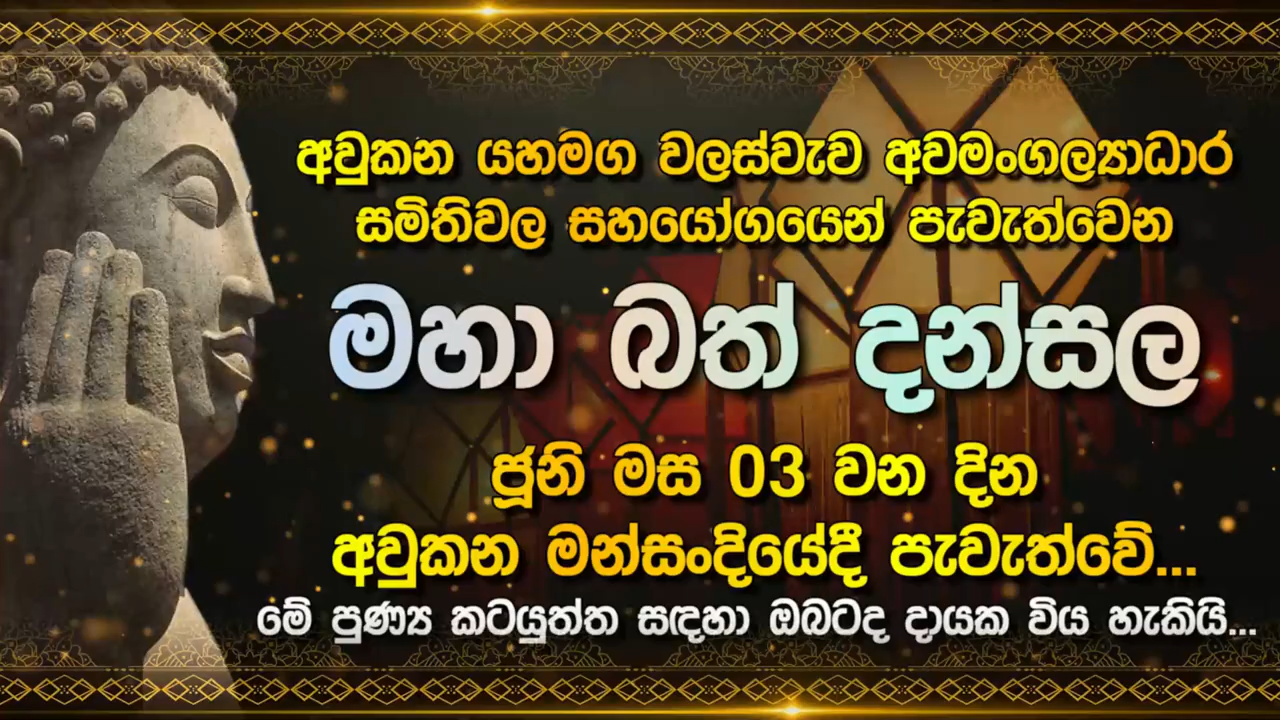 අවුකන යහමග වලස්වැව අවමංගල්‍යාධාර
සමිතිවල සහයෝගයෙන් පැවැත්වෙන
මහා බත් දන්සල
ජූනි මස 03 වන දින
අවුකන මන්සංදියේදී පැවැත්වේ...
මේ පුණ්‍ය කටයුත්ත සඳහා ඔබටද දායක විය හැකියි...